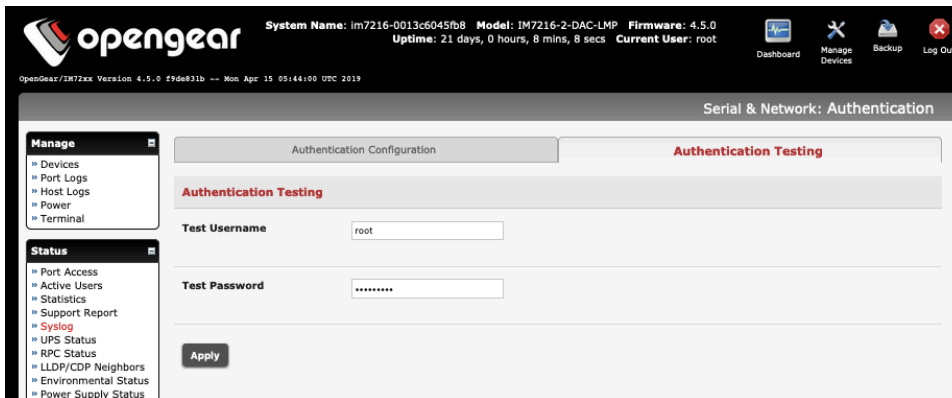 opengear
System Name: im7216-0013c6045fb8 Model: IM7216-2-DAC-LMP Firmware: 4.5.0
Uptime: 21 days, 0 hours, 8 mins, 8 secs Current User: root
Dashboard
Manage
Devices
Backup
Log Ou
OpenGear/IM72xx Version 4.5.0 f9de831b -- Mon Apr 15 05:44:00 UTC 2019
Serial & Network: Authentication
Manage
» Devices
» Port Logs
» Host Logs
» Power
» Terminal
Status
» Port Access
» Active Users
» Statistics
» Support Report
» Syslog
» UPS Status
» RPC Status
» LLDP/CDP Neighbors
» Environmental Status
» Power Supply Status
Authentication Configuration
Authentication Testing
Authentication Testing
Test Username
root
Test Password
•••••••••
Apply